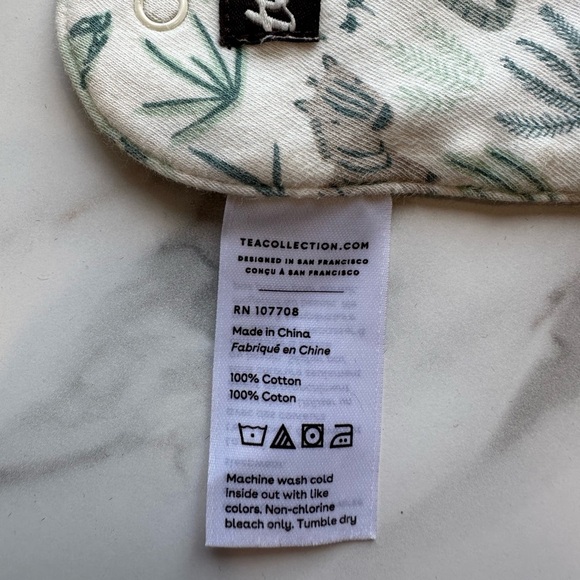 te
TEACOLLECTION.COM
DESIGNED IN SAN FRANCISCO
CONÇU À SAN FRANCISCO
RN 107708
Made in China
Fabriqué en Chine
100% Cotton
100% Coton
Machine wash cold
inside out with like
colors. Non-chlorine
bleach only. Tumble dry